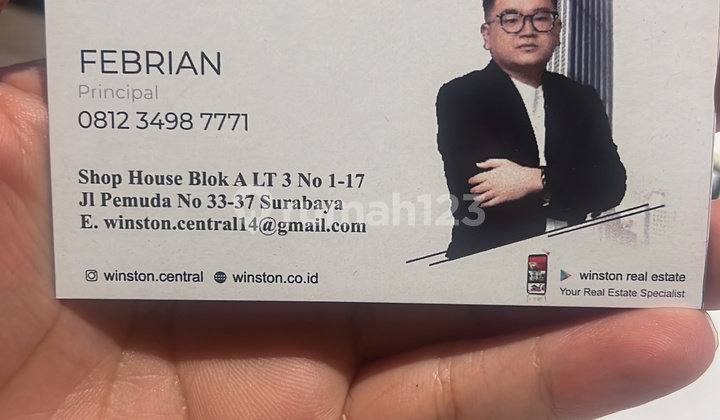 FEBRIAN
Principal
0812 3498 7771
Shop House Blok A LT 3 No 1-17
Jl Pemuda No 33-37 Surabaya
E. winston.central14@gmail.com
rumah123
winston.central winston.co.id
winston real estate
Your Real Estate Specialist